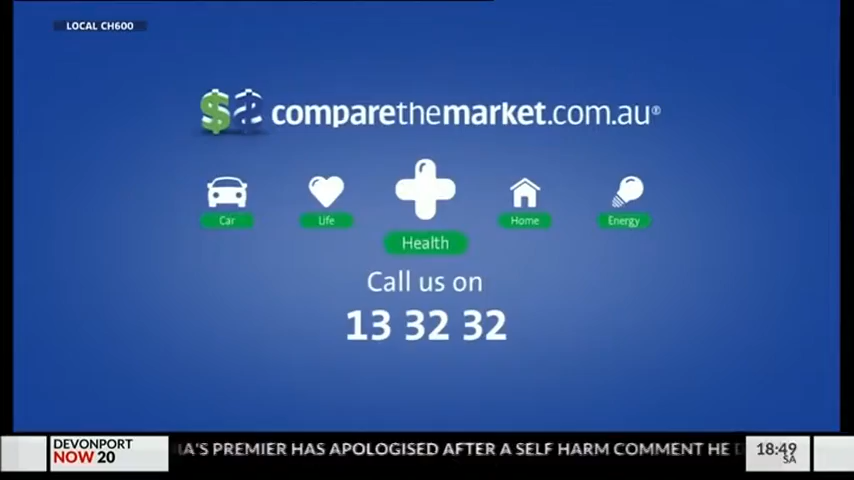 LOCAL CH600
comparethemarket.com.au®
Car
Life
Health
Home
Energy
Call us on
13 32 32
DEVONPORT
NOW 20
A'S PREMIER HAS APOLOGISED AFTER A SELF HARM COMMENT HE
18:49
SA